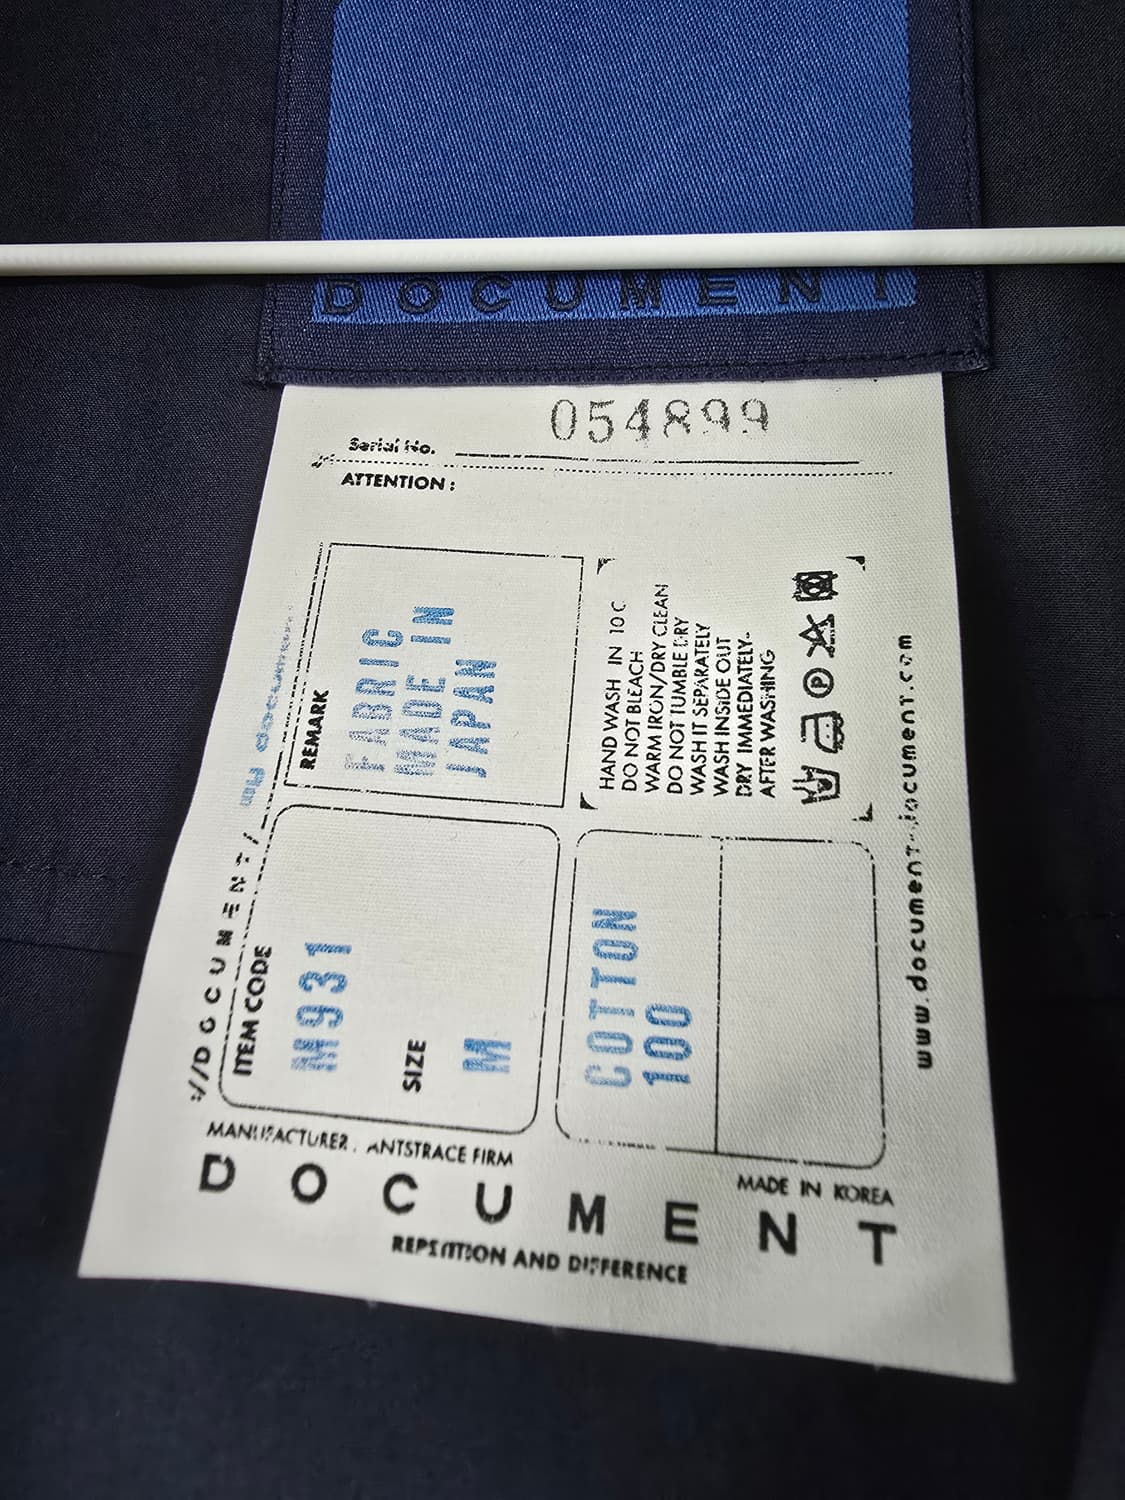 DOCUMENT
054899
Serial No.
ATTENTION :
REMARK
FABRIC
MADE IN
JAPAN
HAND WASH IN 10 C
DO NOT BLEACH
WARM IRON/DRY CLEAN
DO NOT TUMBLE DRY
WASH IT SEPARATELY
WASH INSIDE OUT
DRY IMMEDIATELY-
AFTER WASHING
://DOCUMENT/
ITEM CODE
M931
SIZE
M
COTTON
100
www.document-document.com
MANUFACTURER. ANTSTRACE FIRM
MADE IN KOREA
DOCUMENT
REPETITION AND DIFFERENCE